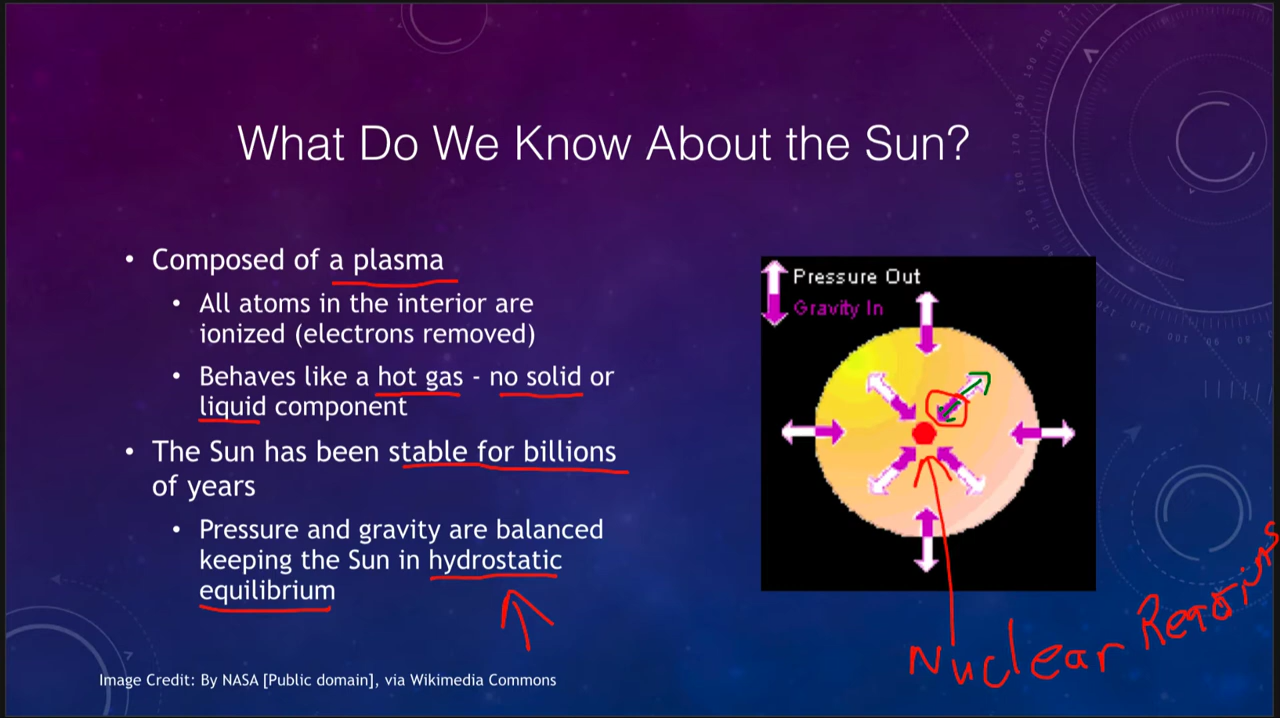 What Do We Know About the Sun?
• Composed of a plasma
• All atoms in the interior are
ionized (electrons removed)
• Behaves like a hot gas - no solid or
liquid component
• The Sun has been stable for billions
of years
• Pressure and gravity are balanced
keeping the Sun in hydrostatic
equilibrium
Image Credit: By NASA [Public domain], via Wikimedia Commons
Pressure Out
Gravity In
Nuclear Reactions